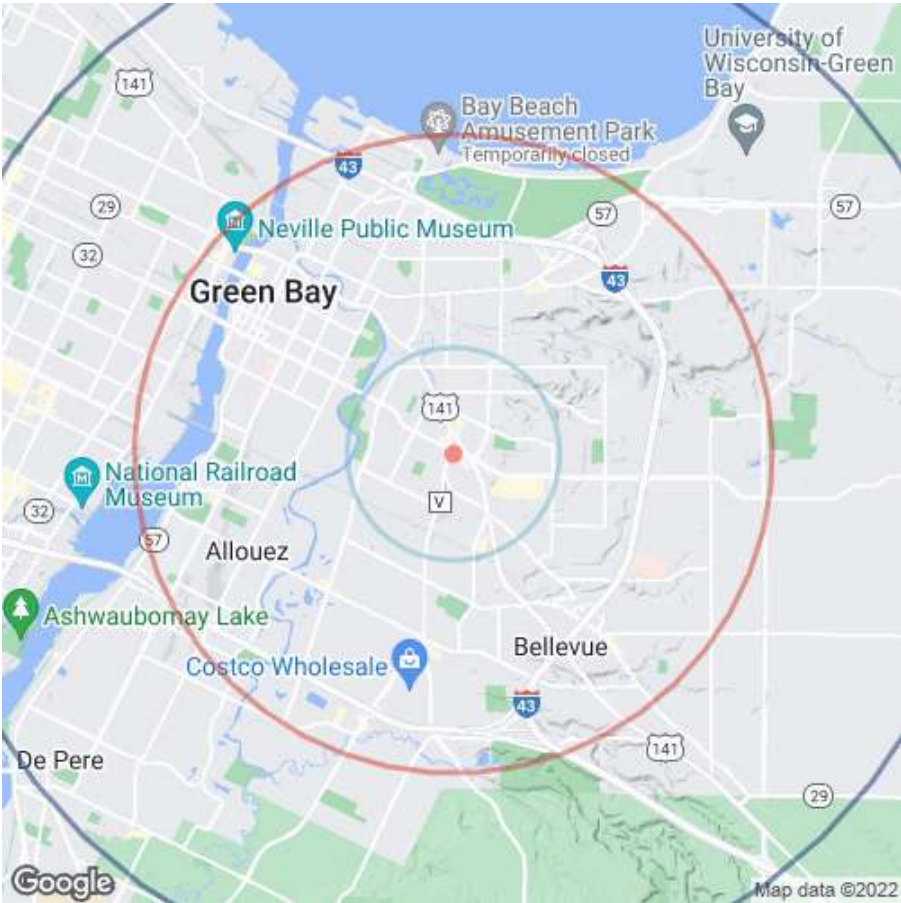 University of
Wisconsin-Green
Bay
141
Bay Beach
Amusement Park
Temporarily closed
43
29
57
57
Neville Public Museum
32
43
Green Bay
141
National Railroad
Museum
V
32
57
Allouez
Ashwaubomay Lake
Bellevue
Costco Wholesale
43
141
De Pere
29
Google
Map data ©2022